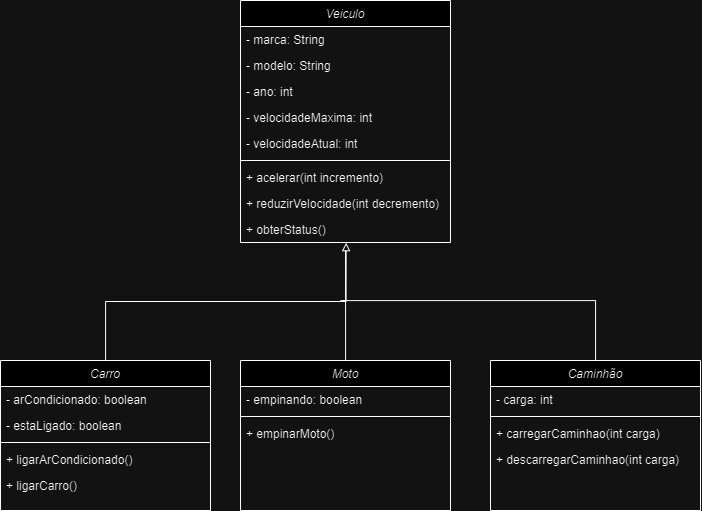 Veiculo
- marca: String
- modelo: String
- ano: int
- velocidadeMaxima: int
- velocidadeAtual: int
+ acelerar(int incremento)
+ reduzirVelocidade(int decremento)
+ obterStatus()
Carro
- arCondicionado: boolean
- estaLigado: boolean
+ ligarArCondicionado()
+ ligarCarro()
Moto
- empinando: boolean
+ empinarMoto()
Caminhão
- carga: int
+ carregarCaminhao(int carga)
+ descarregarCaminhao(int carga)